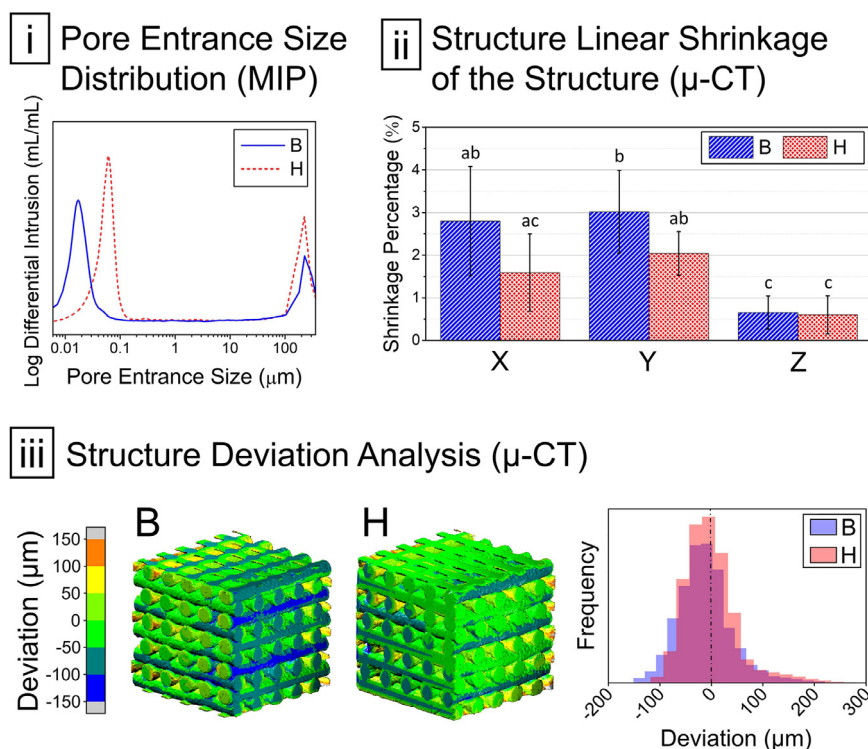 i Pore Entrance Size
Distribution (MIP)
Log Differential Intrusion (mL/mL)
B
H
0.01 0.1 1 10 100
Pore Entrance Size (μm)
ii Structure Linear Shrinkage
of the Structure (μ-CT)
Shrinkage Percentage (%)
5
4
3
2
1
0
B H
ab
ac
b
ab
c
c
X Y Z
iii Structure Deviation Analysis (μ-CT)
Deviation (μm)
150
100
50
0
-50
-100
-150
B
H
Frequency
B
H
-200 -100 0 100 200 300
Deviation (μm)